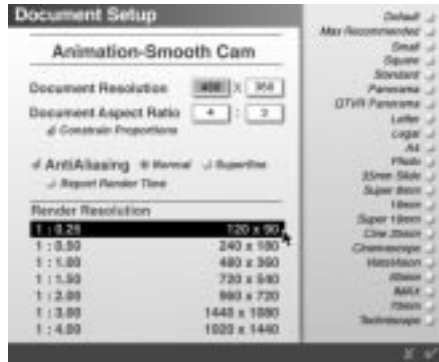 Document Setup
Animation-Smooth Cam
Document Resolution 480 X 360
Document Aspect Ratio 4 : 3
Constrain Proportions
AntiAliasing Normal Superfine
Report Render Time
Render Resolution
1 : 0.25 120 x 90
1 : 0.50 240 x 180
1 : 1.00 480 x 360
1 : 1.50 720 x 540
1 : 2.00 960 x 720
1 : 3.00 1440 x 1080
1 : 4.00 1920 x 1440
Default
Max Recommended
Small
Square
Standard
Panorama
QTVR Panorama
Letter
Legal
A4
Photo
35mm Slide
Super 8mm
16mm
Super 16mm
Cine 35mm
Cinemascope
VistaVision
65mm
IMAX
70mm
Techniscope